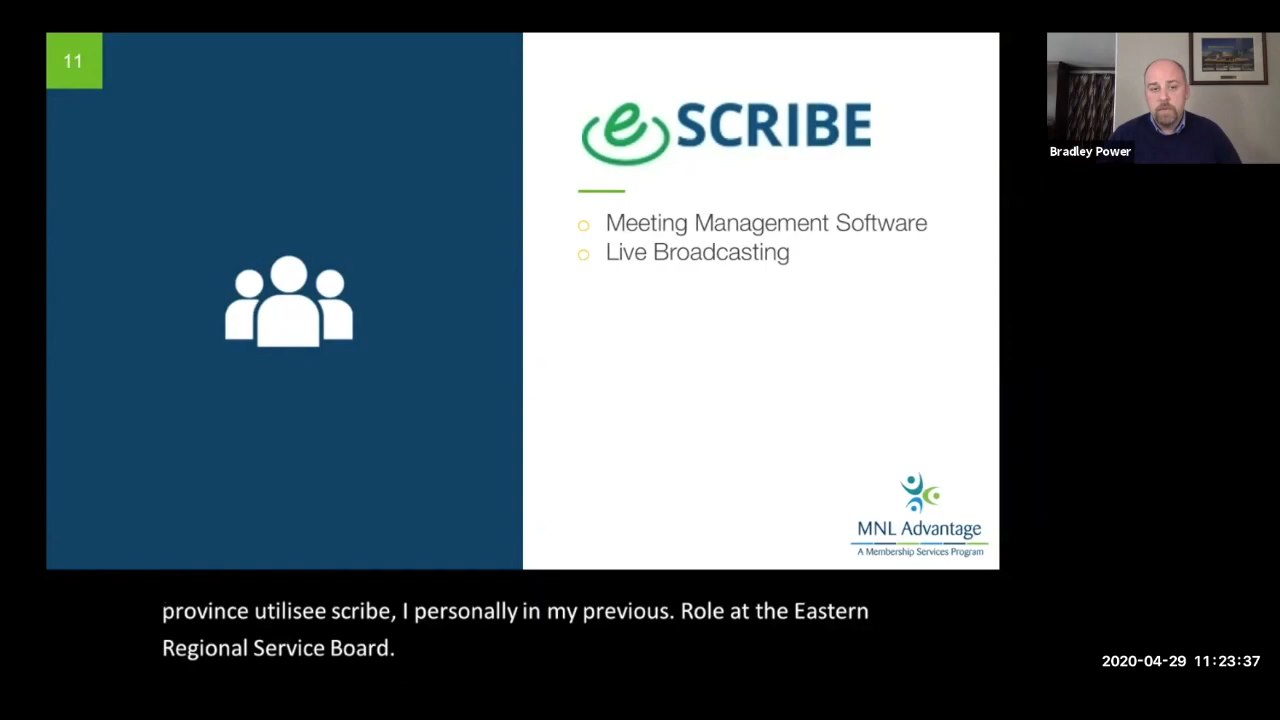 11
eSCRIBE
Meeting Management Software
Live Broadcasting
MNL Advantage
A Membership Services Program
Bradley Power
province utilisee scribe, I personally in my previous. Role at the Eastern
Regional Service Board.
2020-04-29 11:23:37